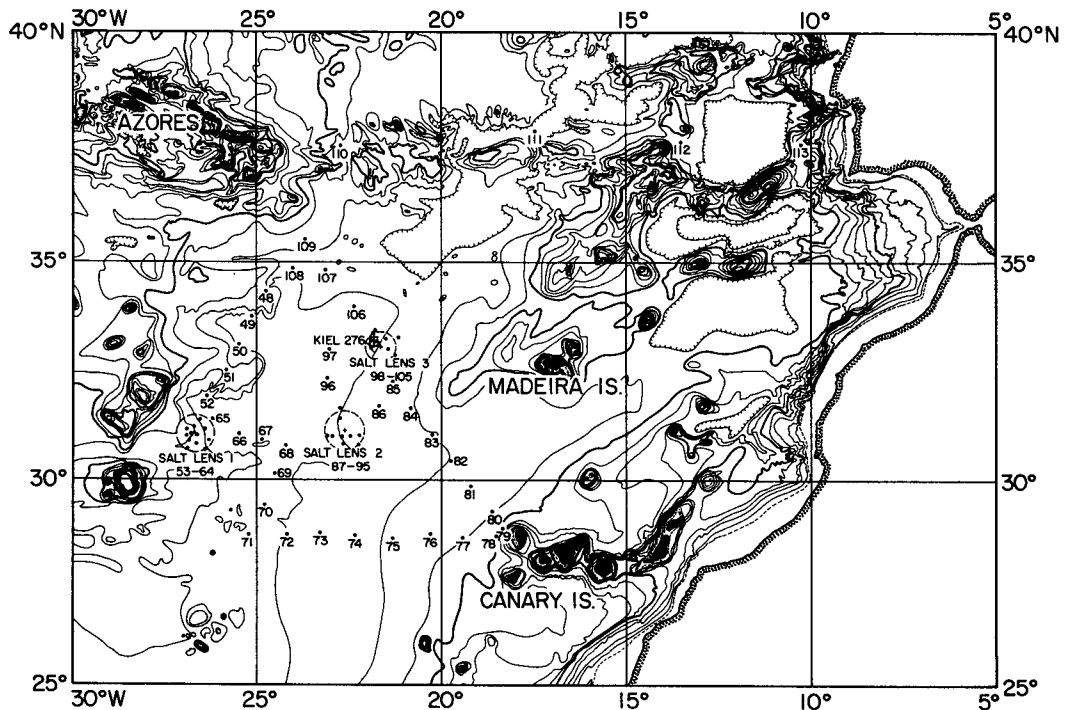 30°W 25° 20° 15° 10° 5°
40°N 40°N
AZORES
110 111 112 113
109
35° 108 107 8 35°
48
49 106
KIEL 276
50 97
SALT LENS 3
98-105
51 96 85
MADEIRA IS.
52 86 84
65
66 67 83
68
SALT LENS 1 SALT LENS 2
53-64 87-95
69 82
30° 30°
81
70 80
79
71 72 73 74 75 76 77 78
CANARY IS.
25° 25°
30°W 25° 20° 15° 10° 5°